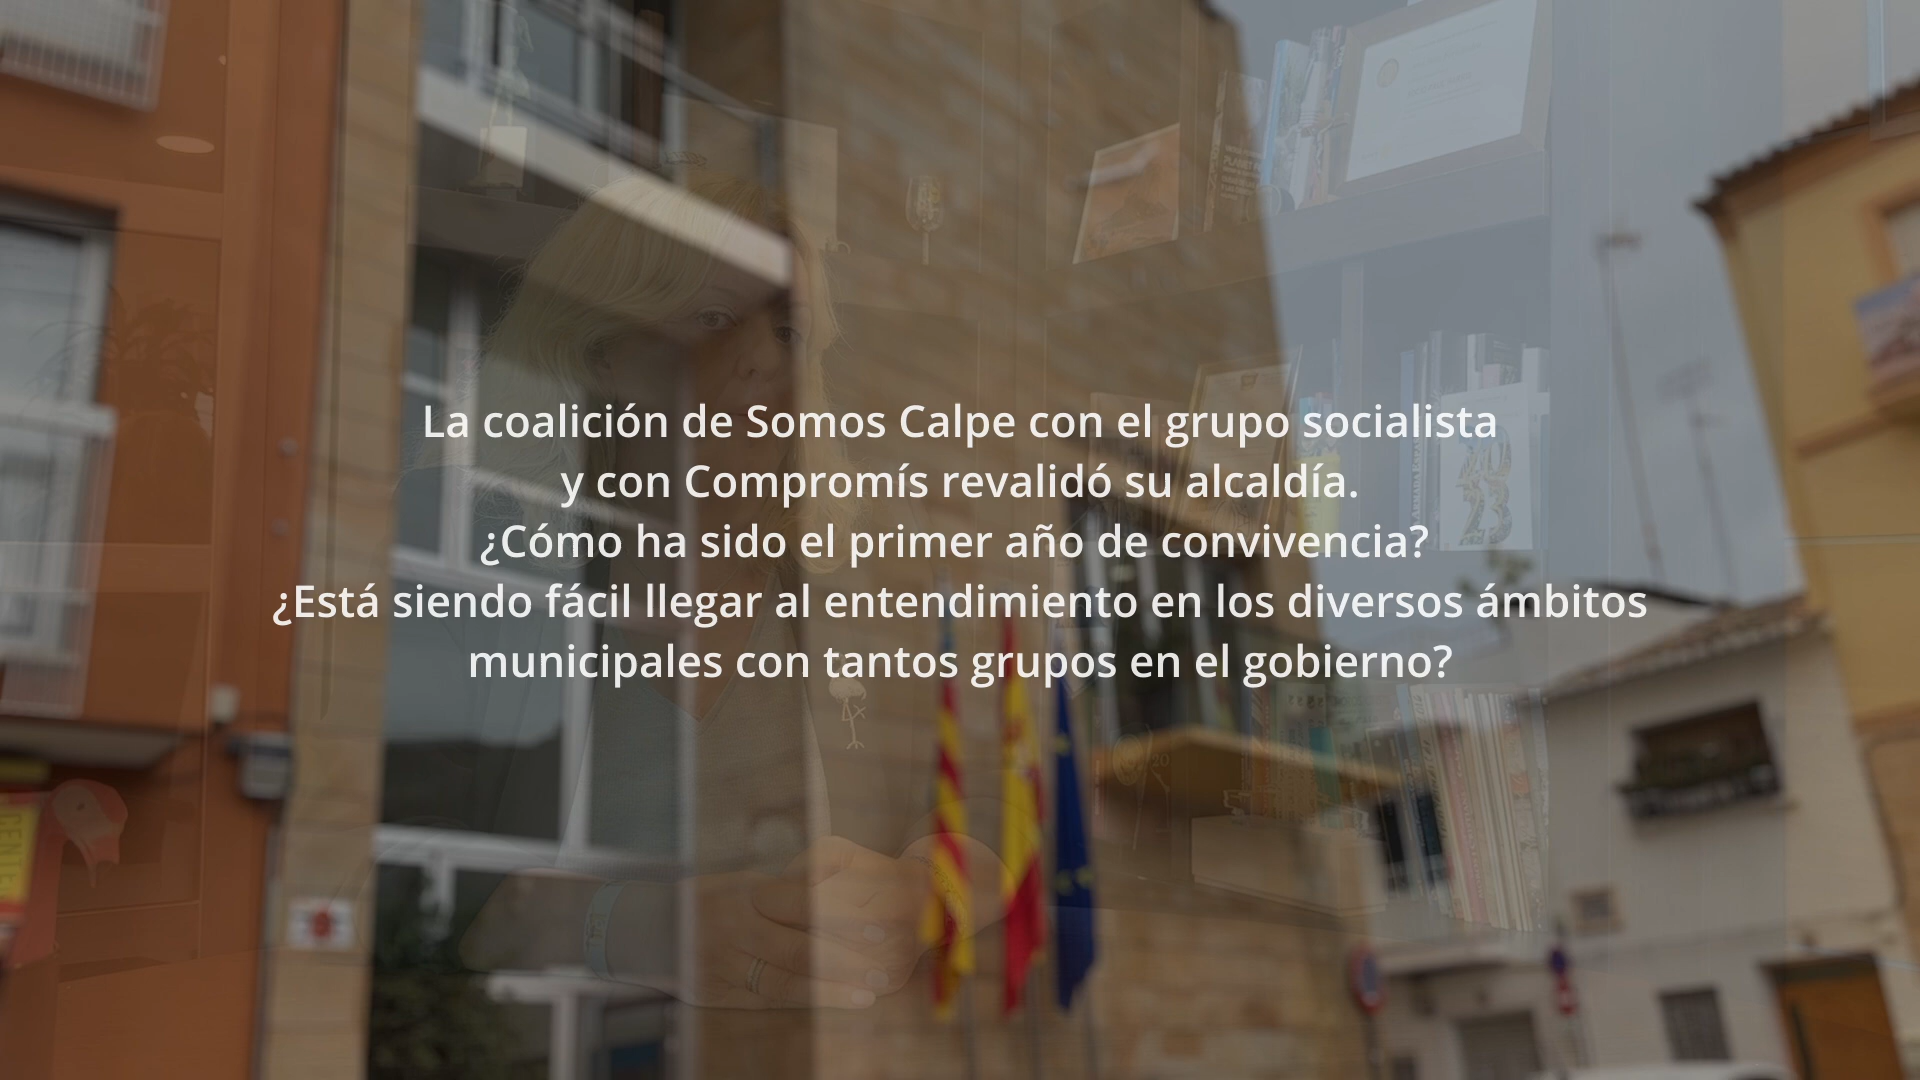 La coalición de Somos Calpe con el grupo socialista
y con Compromís revalidó su alcaldía.
¿Cómo ha sido el primer año de convivencia?
¿Está siendo fácil llegar al entendimiento en los diversos ámbitos
municipales con tantos grupos en el gobierno?